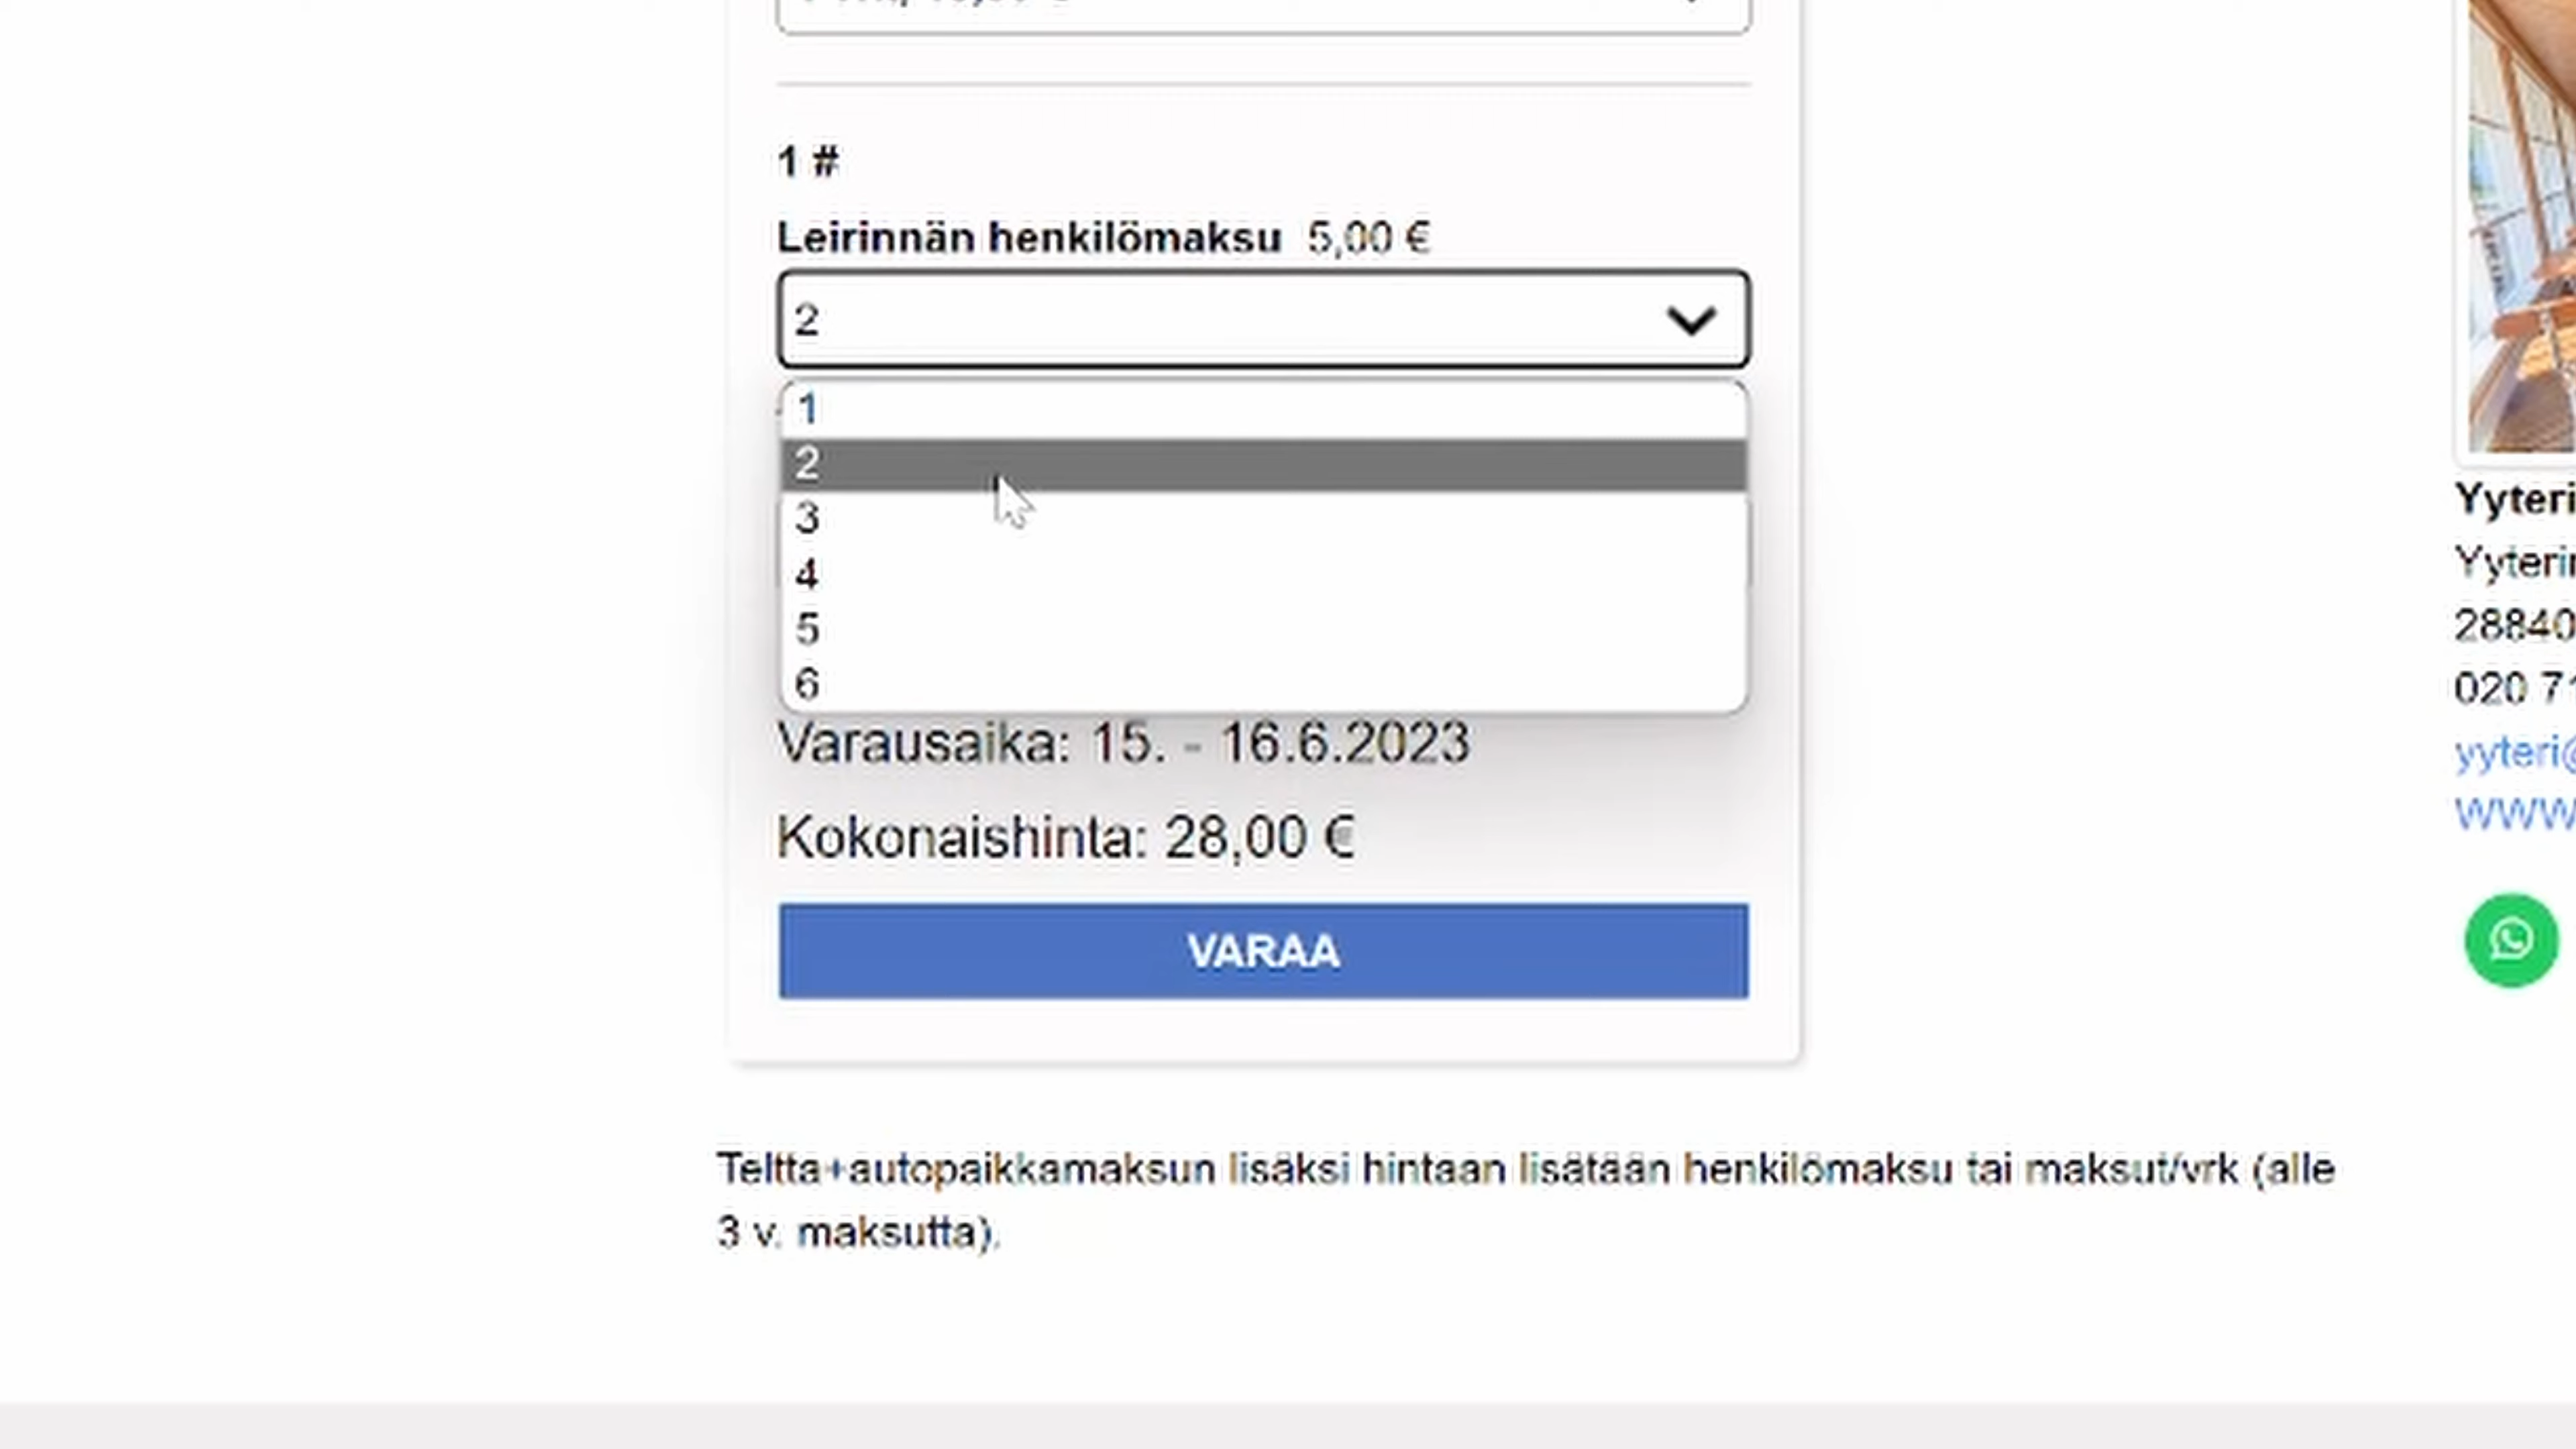 1 #
Leirinnän henkilömaksu 5,00 €
2
1
2
3
4
5
6
Varausaika: 15. - 16.6.2023
Kokonaishinta: 28,00 €
VARAA
Teltta+autopaikkamaksun lisäksi hintaan lisätään henkilömaksu tai maksut/vrk (alle
3 v. maksutta).
Yyteri
Yyterin
28840
020 71
yyteri@
www